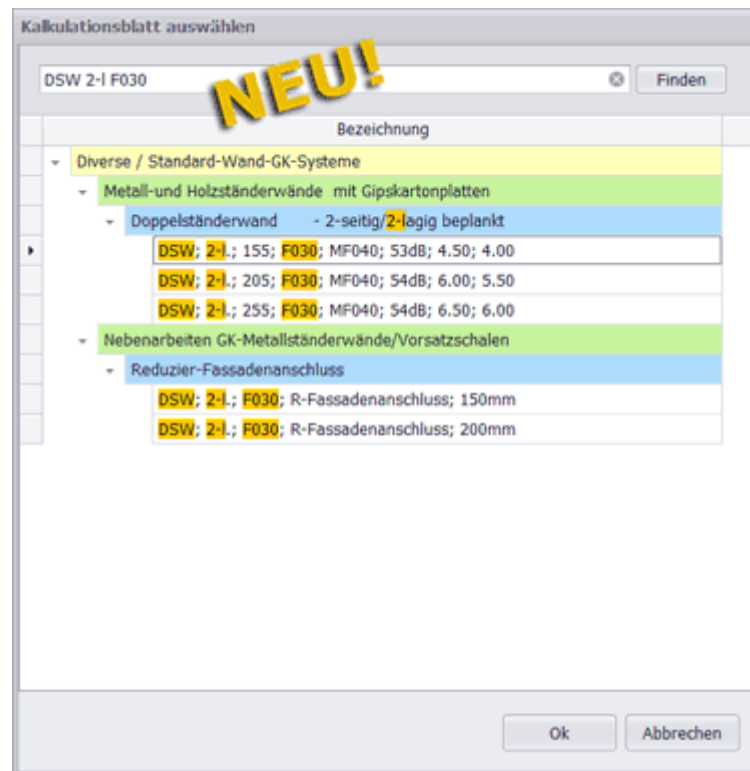 Kalkulationsblatt auswählen
DSW 2-l F030
Finden
NEU!
Bezeichnung
Diverse / Standard-Wand-GK-Systeme
Metall-und Holzständerwände mit Gipskartonplatten
Doppelständerwand - 2-seitig/2-lagig beplankt
DSW; 2-l.; 155; F030; MF040; 53dB; 4.50; 4.00
DSW; 2-l.; 205; F030; MF040; 54dB; 6.00; 5.50
DSW; 2-l.; 255; F030; MF040; 54dB; 6.50; 6.00
Nebenarbeiten GK-Metallständerwände/Vorsatzschalen
Reduzier-Fassadenanschluss
DSW; 2-l.; F030; R-Fassadenanschluss; 150mm
DSW; 2-l.; F030; R-Fassadenanschluss; 200mm
Ok Abbrechen